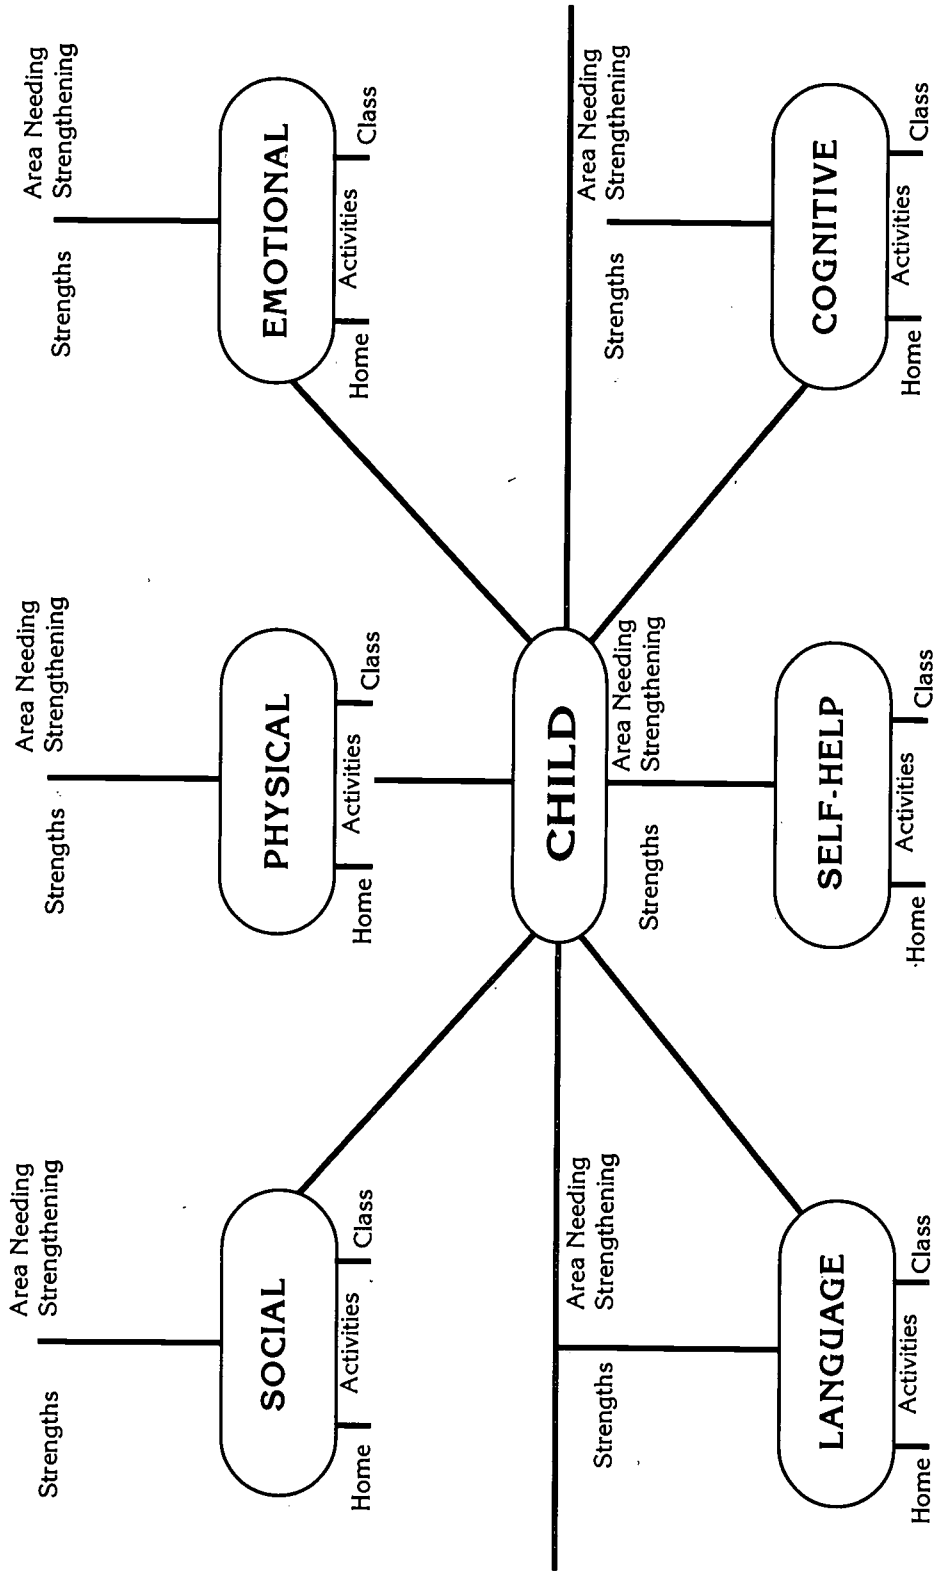 Strengths
Area Needing
Strengthening
SOCIAL
Home
Activities
Class
Strengths
Area Needing
Strengthening
PHYSICAL
Home
Activities
Class
Strengths
Area Needing
Strengthening
EMOTIONAL
Home
Activities
Class
CHILD
Strengths
Area Needing
Strengthening
LANGUAGE
Home
Activities
Class
Strengths
Area Needing
Strengthening
SELF-HELP
Home
Activities
Class
Strengths
Area Needing
Strengthening
COGNITIVE
Home
Activities
Class